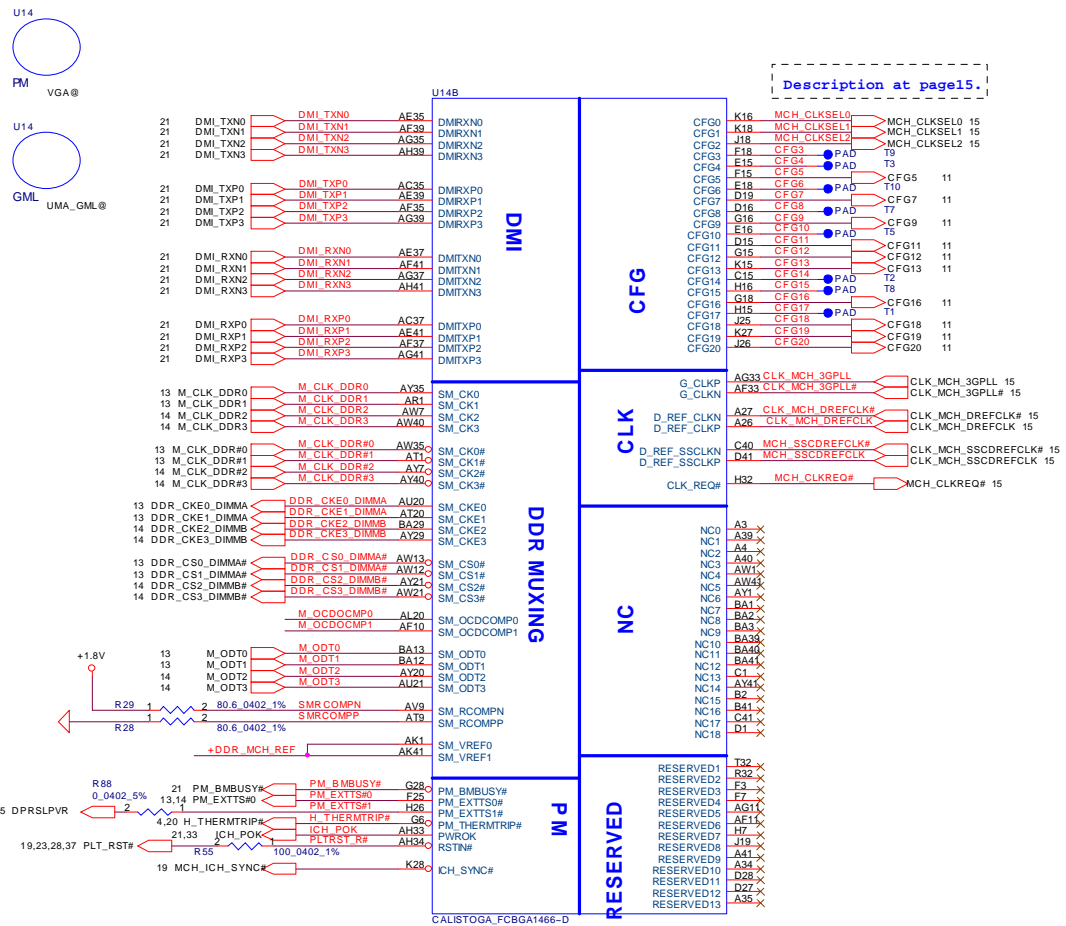 U14
PM
VGA@
U14
GML
UMA_GML@
Description at page15.
U14B
21 DMI_TXN0 DMI_TXN0 AE35 DMIRXN0
21 DMI_TXN1 DMI_TXN1 AF39 DMIRXN1
21 DMI_TXN2 DMI_TXN2 AG35 DMIRXN2
21 DMI_TXN3 DMI_TXN3 AH39 DMIRXN3
21 DMI_TXP0 DMI_TXP0 AC35 DMIRXP0
21 DMI_TXP1 DMI_TXP1 AE39 DMIRXP1
21 DMI_TXP2 DMI_TXP2 AF35 DMIRXP2
21 DMI_TXP3 DMI_TXP3 AG39 DMIRXP3
21 DMI_RXN0 DMI_RXN0 AE37 DMITXN0
21 DMI_RXN1 DMI_RXN1 AF41 DMITXN1
21 DMI_RXN2 DMI_RXN2 AG37 DMITXN2
21 DMI_RXN3 DMI_RXN3 AH41 DMITXN3
21 DMI_RXP0 DMI_RXP0 AC37 DMITXP0
21 DMI_RXP1 DMI_RXP1 AE41 DMITXP1
21 DMI_RXP2 DMI_RXP2 AF37 DMITXP2
21 DMI_RXP3 DMI_RXP3 AG41 DMITXP3
DMI
13 M_CLK_DDR0 M_CLK_DDR0 AY35 SM_CK0
13 M_CLK_DDR1 M_CLK_DDR1 AR1 SM_CK1
14 M_CLK_DDR2 M_CLK_DDR2 AW7 SM_CK2
14 M_CLK_DDR3 M_CLK_DDR3 AW40 SM_CK3
13 M_CLK_DDR#0 M_CLK_DDR#0 AW35 SM_CK0#
13 M_CLK_DDR#1 M_CLK_DDR#1 AT1 SM_CK1#
14 M_CLK_DDR#2 M_CLK_DDR#2 AY7 SM_CK2#
14 M_CLK_DDR#3 M_CLK_DDR#3 AY40 SM_CK3#
13 DDR_CKE0_DIMMA DDR_CKE0_DIMMA AU20 SM_CKE0
13 DDR_CKE1_DIMMA DDR_CKE1_DIMMA AT20 SM_CKE1
14 DDR_CKE2_DIMMB DDR_CKE2_DIMMB BA29 SM_CKE2
14 DDR_CKE3_DIMMB DDR_CKE3_DIMMB AY29 SM_CKE3
13 DDR_CS0_DIMMA# DDR_CS0_DIMMA# AW13 SM_CS0#
13 DDR_CS1_DIMMA# DDR_CS1_DIMMA# AW12 SM_CS1#
14 DDR_CS2_DIMMB# DDR_CS2_DIMMB# AY21 SM_CS2#
14 DDR_CS3_DIMMB# DDR_CS3_DIMMB# AW21 SM_CS3#
M_OCDOCMP0 AL20 SM_OCDCOMP0
M_OCDOCMP1 AF10 SM_OCDCOMP1
13 M_ODT0 M_ODT0 BA13 SM_ODT0
13 M_ODT1 M_ODT1 BA12 SM_ODT1
14 M_ODT2 M_ODT2 AY20 SM_ODT2
14 M_ODT3 M_ODT3 AU21 SM_ODT3
+1.8V
R29 1 2 80.6_0402_1% SMRCOMPN AV9 SM_RCOMPN
R28 1 2 80.6_0402_1% SMRCOMPP AT9 SM_RCOMPP
AK1 SM_VREF0
+DDR_MCH_REF AK41 SM_VREF1
DDR MUXING
21 PM_BMBUSY# PM_BMBUSY# G28 PM_BMBUSY#
13,14 PM_EXTTS#0 PM_EXTTS#0 F25 PM_EXTTS0#
5 DPRSLPVR R88 0_0402_5% 2 1 PM_EXTTS#1 H26 PM_EXTTS1#
4,20 H_THERMTRIP# H_THERMTRIP# G6 PM_THERMTRIP#
21,33 ICH_POK ICH_POK AH33 PWROK
19,23,28,37 PLT_RST# R55 2 1 100_0402_1% PLTRST_R# AH34 RSTIN#
19 MCH_ICH_SYNC# K28 ICH_SYNC#
PM
CALISTOGA_FCBGA1466~D
CFG0 K16 MCH_CLKSEL0 MCH_CLKSEL0 15
CFG1 K18 MCH_CLKSEL1 MCH_CLKSEL1 15
CFG2 J18 MCH_CLKSEL2 MCH_CLKSEL2 15
CFG3 F18 CFG3 PAD T9
CFG4 E15 CFG4 PAD T3
CFG5 F15 CFG5 CFG5 11
CFG6 E18 CFG6 PAD T10
CFG7 D19 CFG7 CFG7 11
CFG8 D16 CFG8 PAD T7
CFG9 G16 CFG9 CFG9 11
CFG10 E16 CFG10 PAD T5
CFG11 D15 CFG11 CFG11 11
CFG12 G15 CFG12 CFG12 11
CFG13 K15 CFG13 CFG13 11
CFG14 C15 CFG14 PAD T2
CFG15 H16 CFG15 PAD T8
CFG16 G18 CFG16 CFG16 11
CFG17 H15 CFG17 PAD T1
CFG18 J25 CFG18 CFG18 11
CFG19 K27 CFG19 CFG19 11
CFG20 J26 CFG20 CFG20 11
CFG
G_CLKP AG33 CLK_MCH_3GPLL CLK_MCH_3GPLL 15
G_CLKN AF33 CLK_MCH_3GPLL# CLK_MCH_3GPLL# 15
D_REF_CLKN A27 CLK_MCH_DREFCLK# CLK_MCH_DREFCLK# 15
D_REF_CLKP A26 CLK_MCH_DREFCLK CLK_MCH_DREFCLK 15
D_REF_SSCLKN C40 MCH_SSCDREFCLK# CLK_MCH_SSCDREFCLK# 15
D_REF_SSCLKP D41 MCH_SSCDREFCLK CLK_MCH_SSCDREFCLK 15
CLK_REQ# H32 MCH_CLKREQ# MCH_CLKREQ# 15
CLK
NC0 A3
NC1 A39
NC2 A4
NC3 A40
NC4 AW1
NC5 AW41
NC6 AY1
NC7 BA1
NC8 BA2
NC9 BA3
NC10 BA39
NC11 BA40
NC12 BA41
NC13 C1
NC14 AY41
NC15 B2
NC16 B41
NC17 C41
NC18 D1
NC
RESERVED1 T32
RESERVED2 R32
RESERVED3 F3
RESERVED4 F7
RESERVED5 AG11
RESERVED6 AF11
RESERVED7 H7
RESERVED8 J19
RESERVED9 A41
RESERVED10 A34
RESERVED11 D28
RESERVED12 D27
RESERVED13 A35
RESERVED